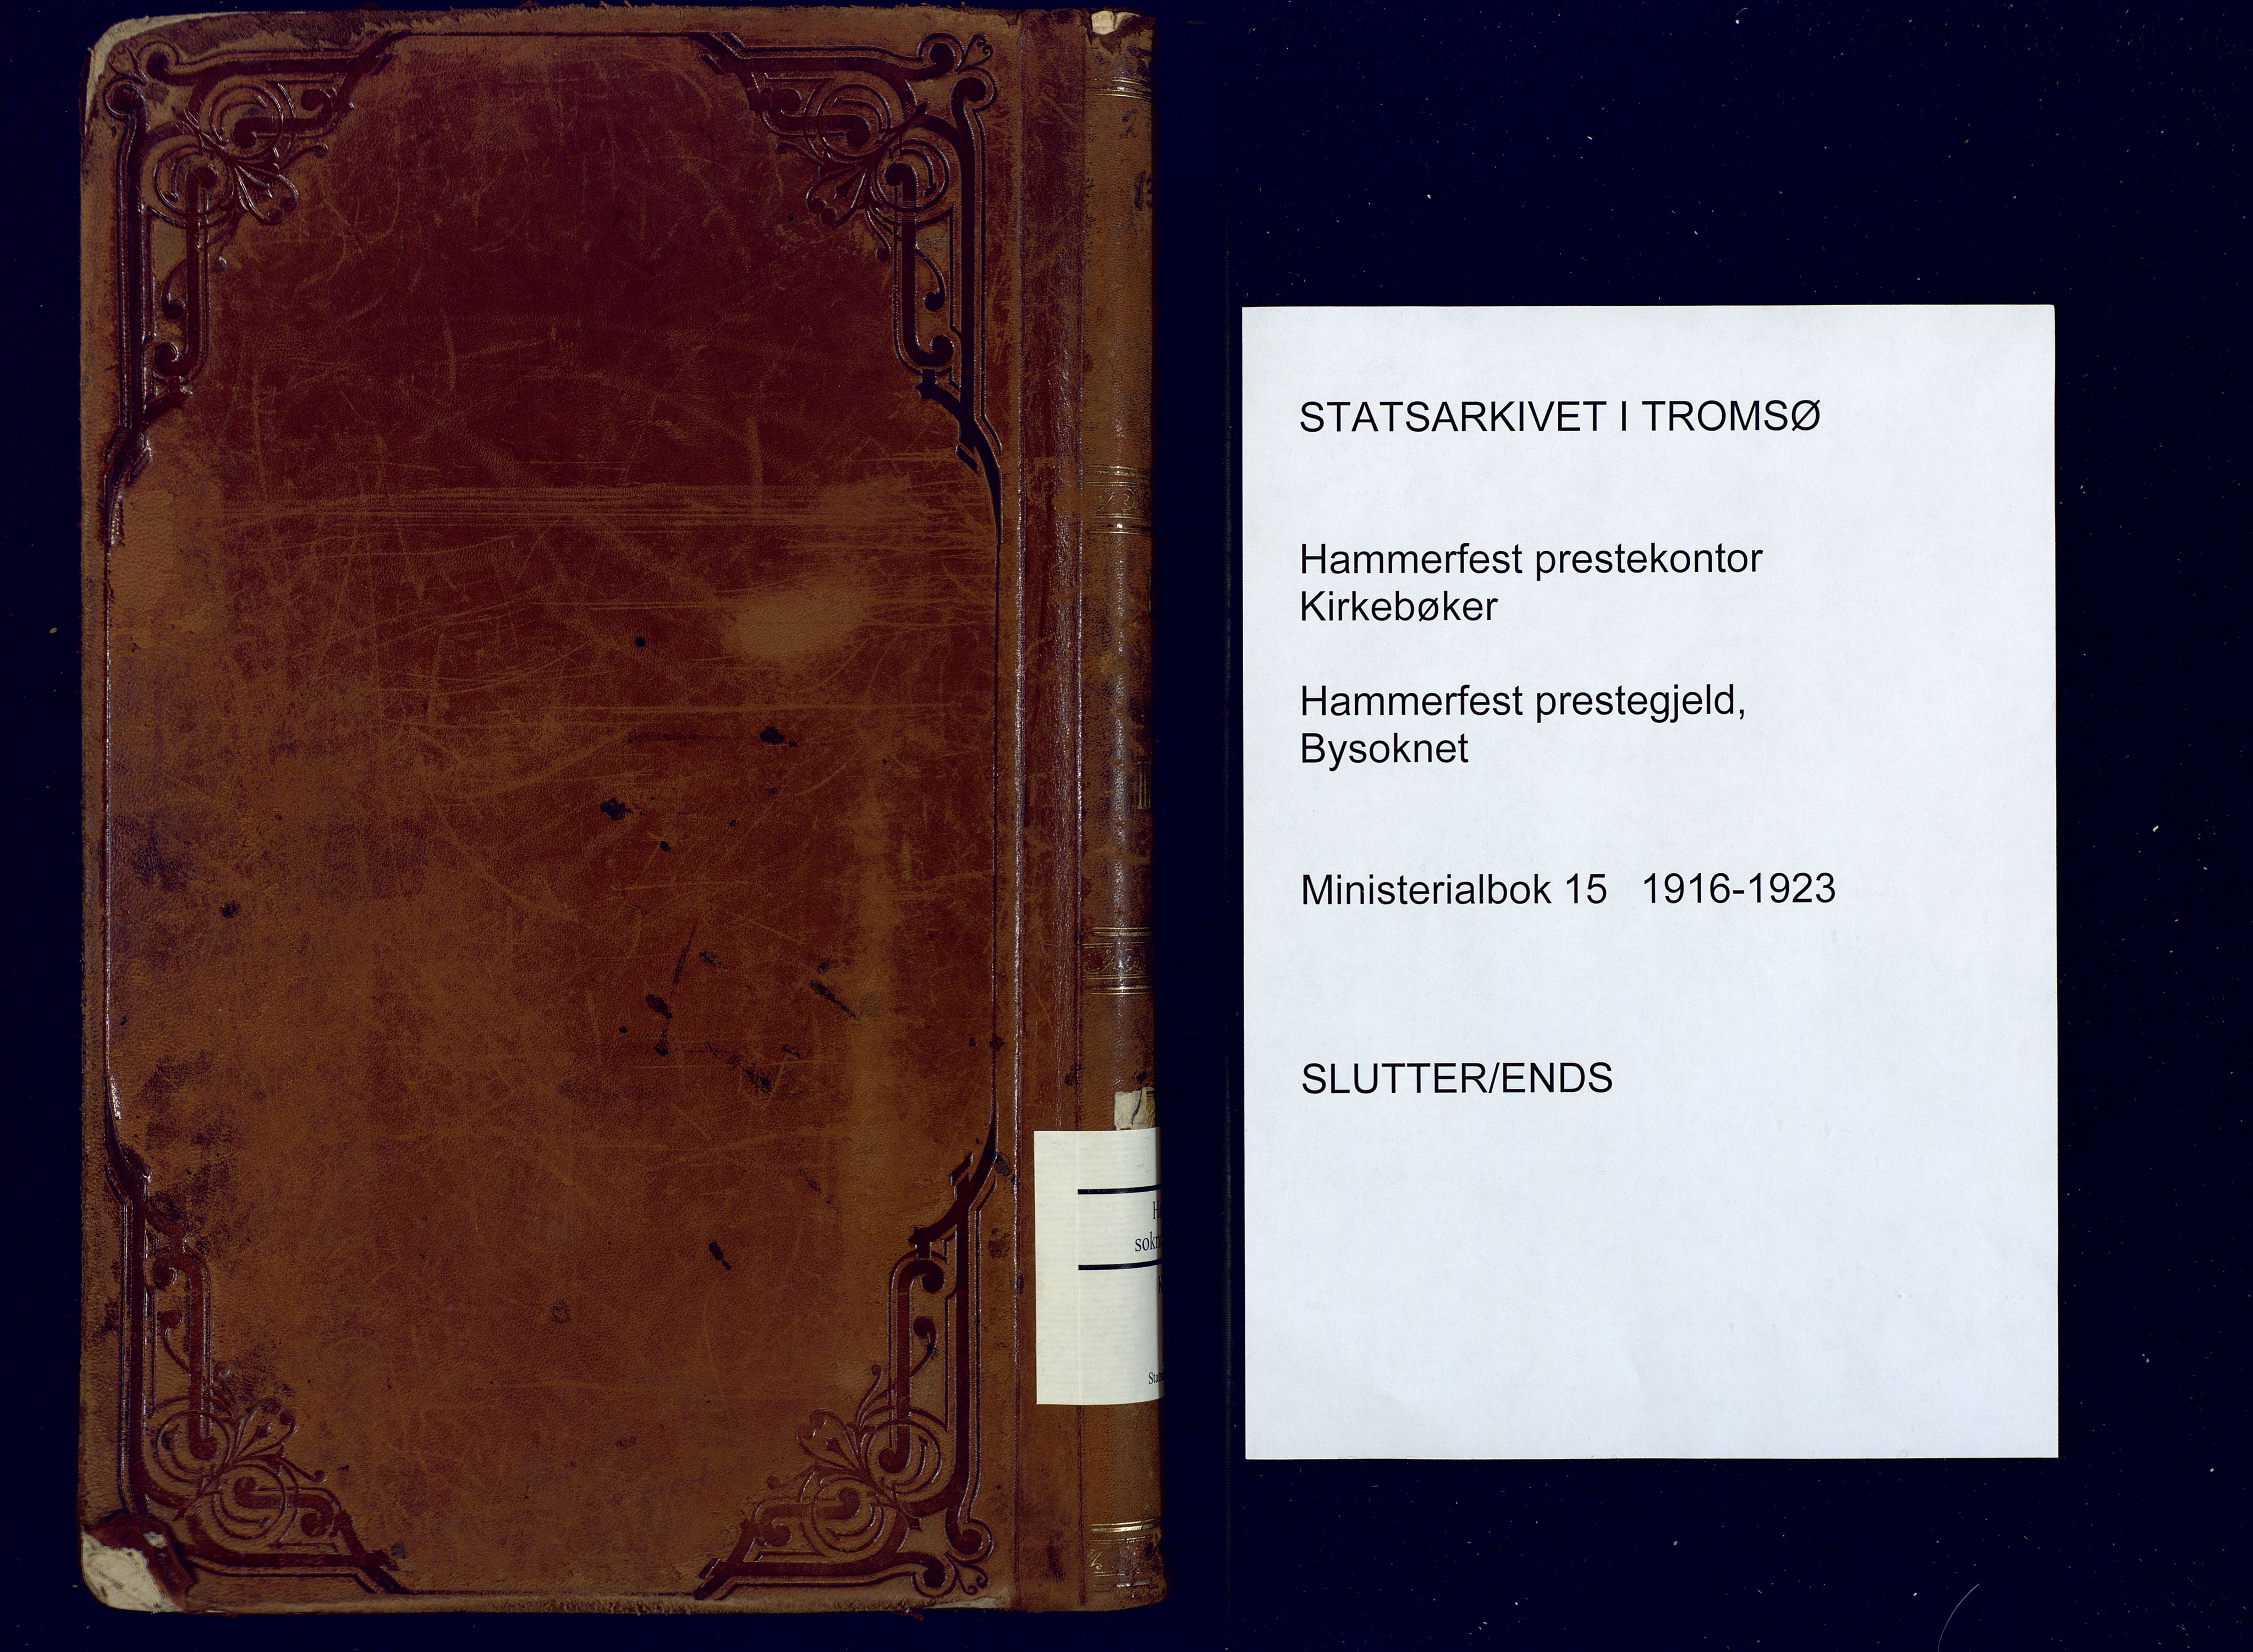 STATSARKIVET I TROMSØ
Hammerfest prestekontor
Kirkebøker
Hammerfest prestegjeld,
Bysoknet
Ministerialbok 15 1916-1923
SLUTTER/ENDS